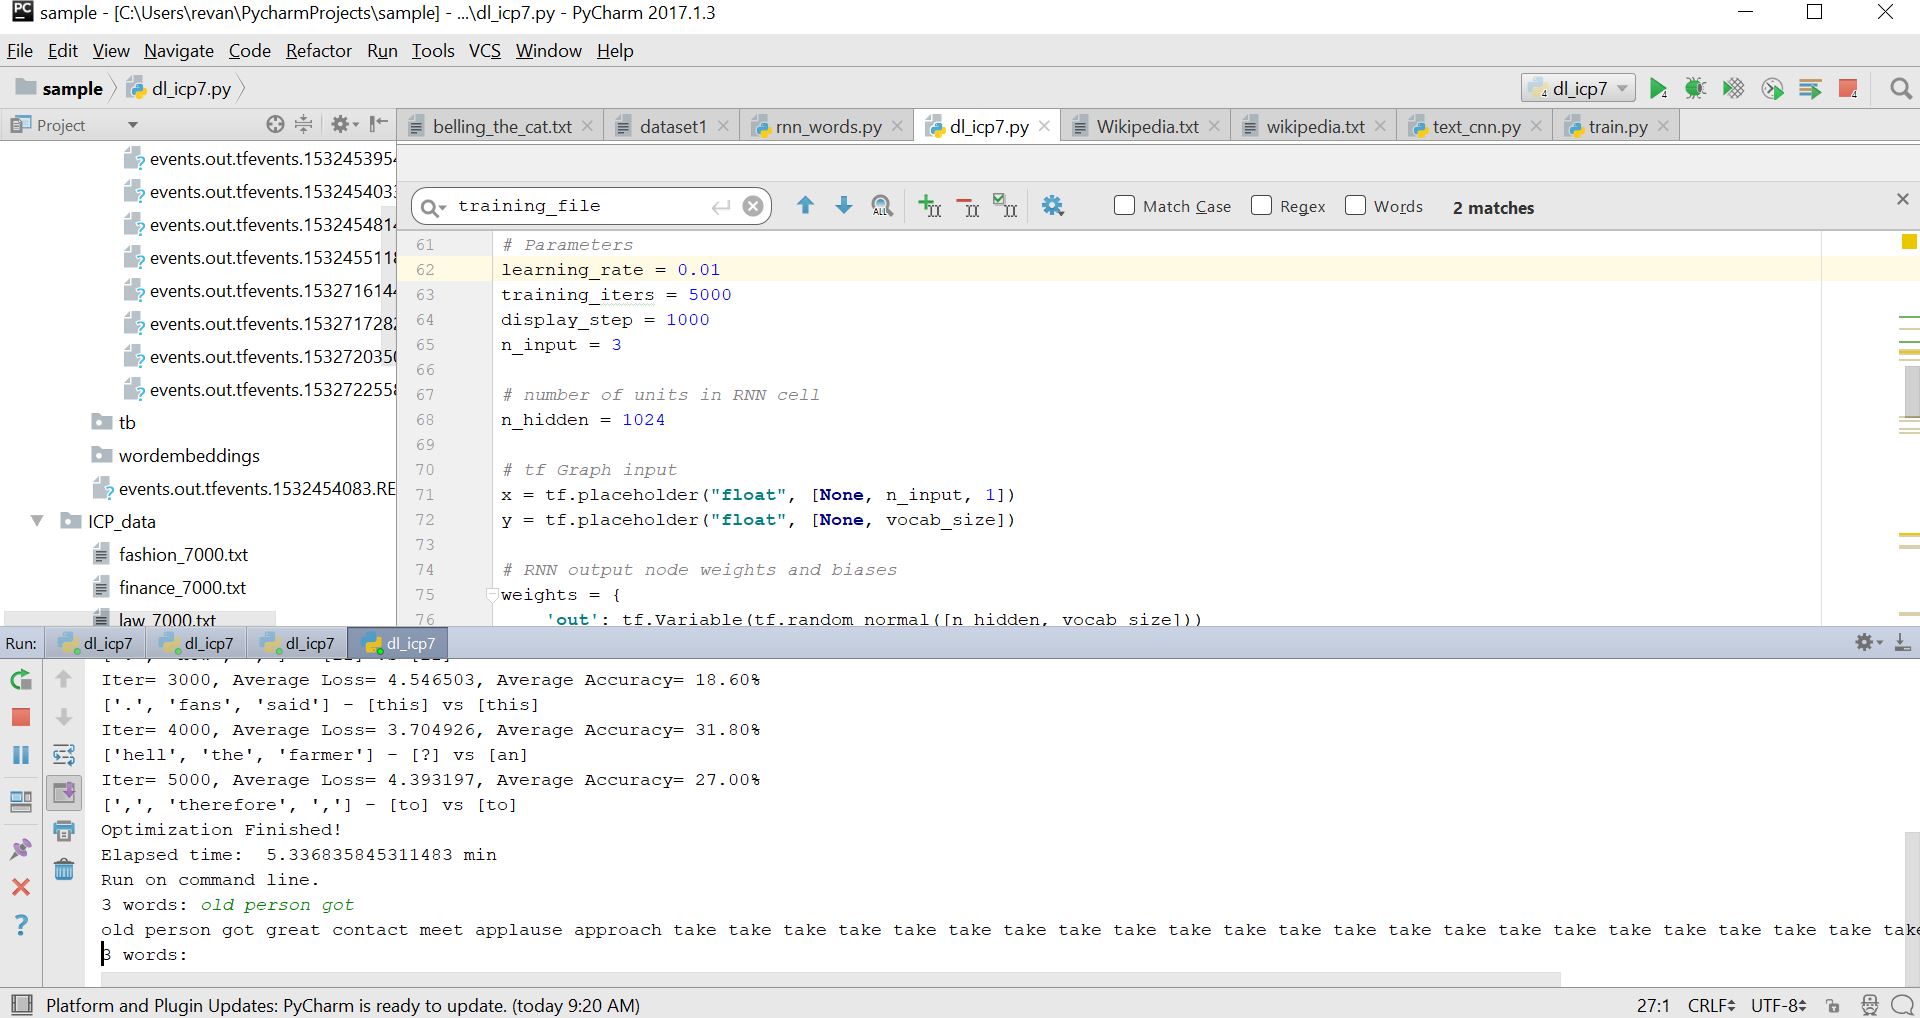 PC sample - [C:\Users\revan\PycharmProjects\sample] - ...\dl_icp7.py - PyCharm 2017.1.3
File Edit View Navigate Code Refactor Run Tools VCS Window Help
sample dl_icp7.py dl_icp7
Project belling_the_cat.txt dataset1 rnn_words.py dl_icp7.py Wikipedia.txt wikipedia.txt text_cnn.py train.py
events.out.tfevents.153245395
events.out.tfevents.153245403
events.out.tfevents.153245481
events.out.tfevents.153245511
events.out.tfevents.153271614
events.out.tfevents.153271728
events.out.tfevents.153272035
events.out.tfevents.153272255
tb
wordembeddings
events.out.tfevents.1532454083.RE
ICP_data
fashion_7000.txt
finance_7000.txt
law_7000.txt
training_file Match Case Regex Words 2 matches
61 # Parameters
62 learning_rate = 0.01
63 training_iters = 5000
64 display_step = 1000
65 n_input = 3
66
67 # number of units in RNN cell
68 n_hidden = 1024
69
70 # tf Graph input
71 x = tf.placeholder("float", [None, n_input, 1])
72 y = tf.placeholder("float", [None, vocab_size])
73
74 # RNN output node weights and biases
75 weights = {
76 'out': tf.Variable(tf.random_normal([n_hidden, vocab_size]))
Run: dl_icp7 dl_icp7 dl_icp7 dl_icp7
Iter= 3000, Average Loss= 4.546503, Average Accuracy= 18.60%
['.', 'fans', 'said'] - [this] vs [this]
Iter= 4000, Average Loss= 3.704926, Average Accuracy= 31.80%
['hell', 'the', 'farmer'] - [?] vs [an]
Iter= 5000, Average Loss= 4.393197, Average Accuracy= 27.00%
[',', 'therefore', ','] - [to] vs [to]
Optimization Finished!
Elapsed time:  5.336835845311483 min
Run on command line.
3 words: old person got
old person got great contact meet applause approach take take take take take take take take take take take take take take take take take take take take take take take
3 words:
Platform and Plugin Updates: PyCharm is ready to update. (today 9:20 AM) 27:1 CRLF UTF-8